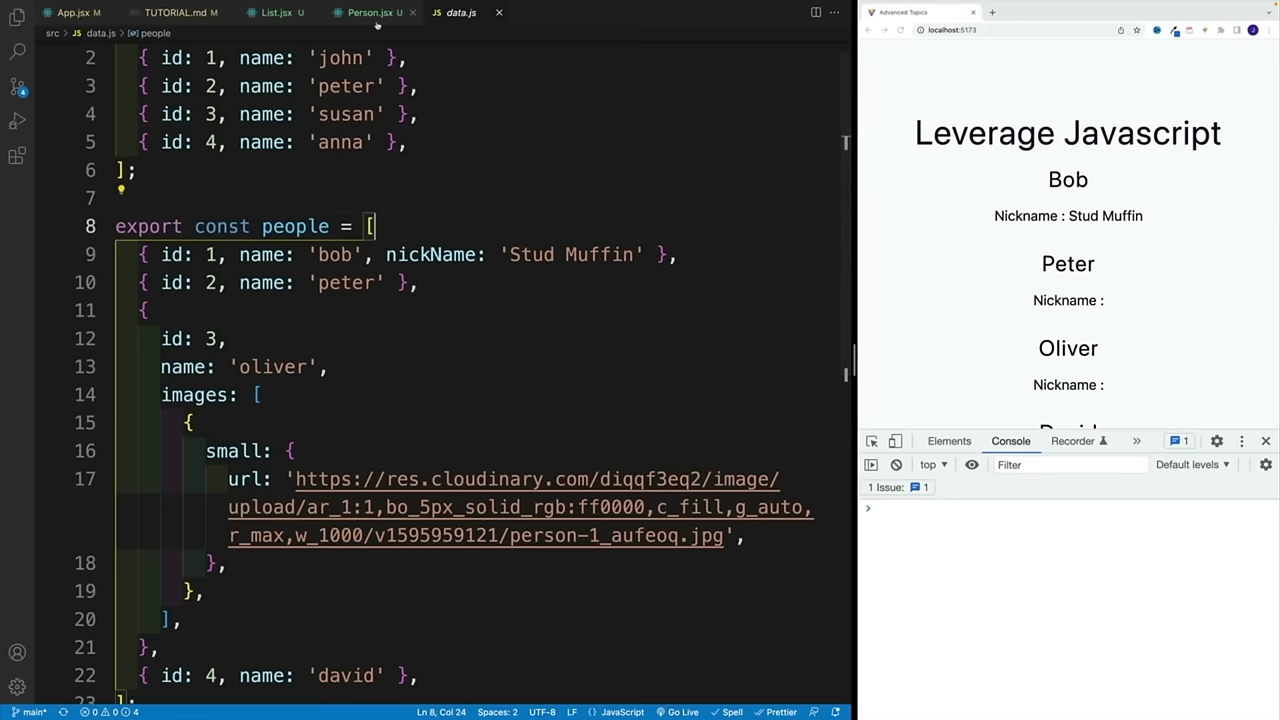 App.jsx M
TUTORIAL.md M
List.jsx U
Person.jsx U
data.js
src > data.js > people
2 { id: 1, name: 'john' },
3 { id: 2, name: 'peter' },
4 { id: 3, name: 'susan' },
5 { id: 4, name: 'anna' },
6 ];
7
8 export const people = [
9 { id: 1, name: 'bob', nickName: 'Stud Muffin' },
10 { id: 2, name: 'peter' },
11 {
12 id: 3,
13 name: 'oliver',
14 images: [
15 {
16 small: {
17 url: 'https://res.cloudinary.com/diqqf3eq2/image/
upload/ar_1:1,bo_5px_solid_rgb:ff0000,c_fill,g_auto,
r_max,w_1000/v1595959121/person-1_aufeoq.jpg',
18 },
19 },
20 ],
21 },
22 { id: 4, name: 'david' },
23 ];
4
main* 0 0 4
Ln 8, Col 24 Spaces: 2 UTF-8 LF { } JavaScript Go Live Spell Prettier
Advanced Topics
localhost:5173
J
Leverage Javascript
Bob
Nickname : Stud Muffin
Peter
Nickname :
Oliver
Nickname :
David
Elements Console Recorder » 1
top Filter Default levels
1 Issue: 1
>